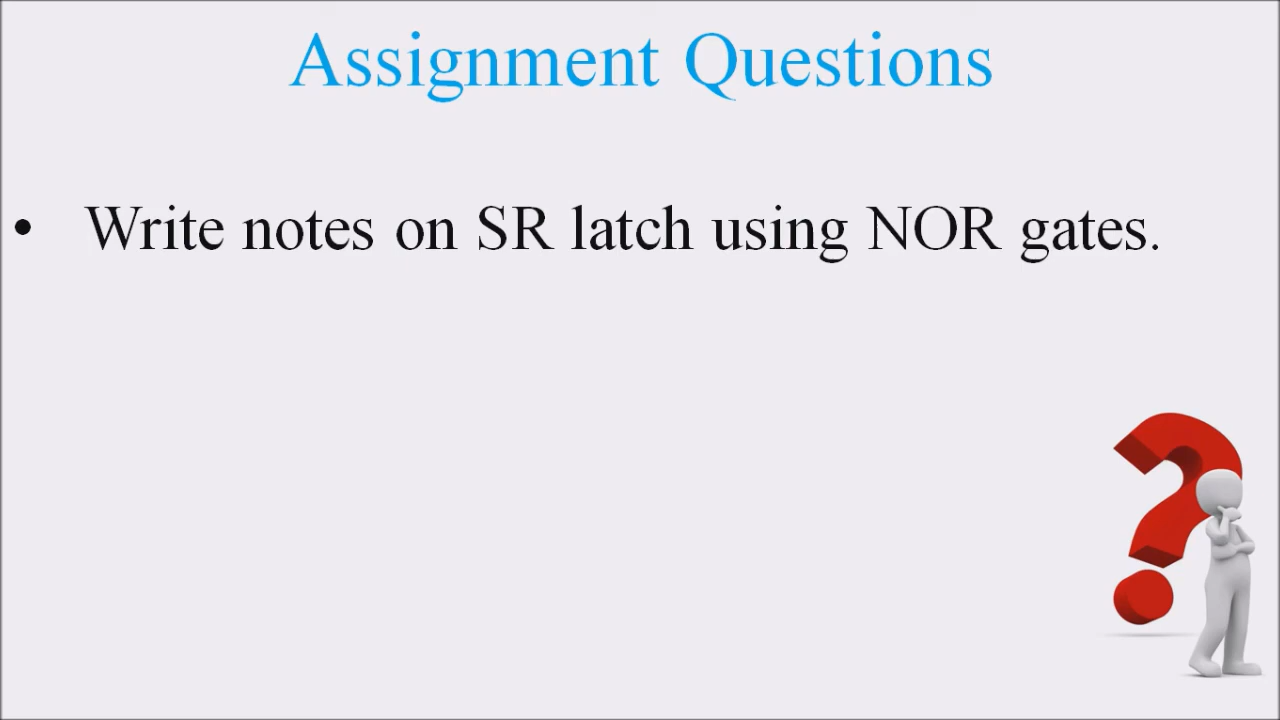 Assignment Questions
• Write notes on SR latch using NOR gates.